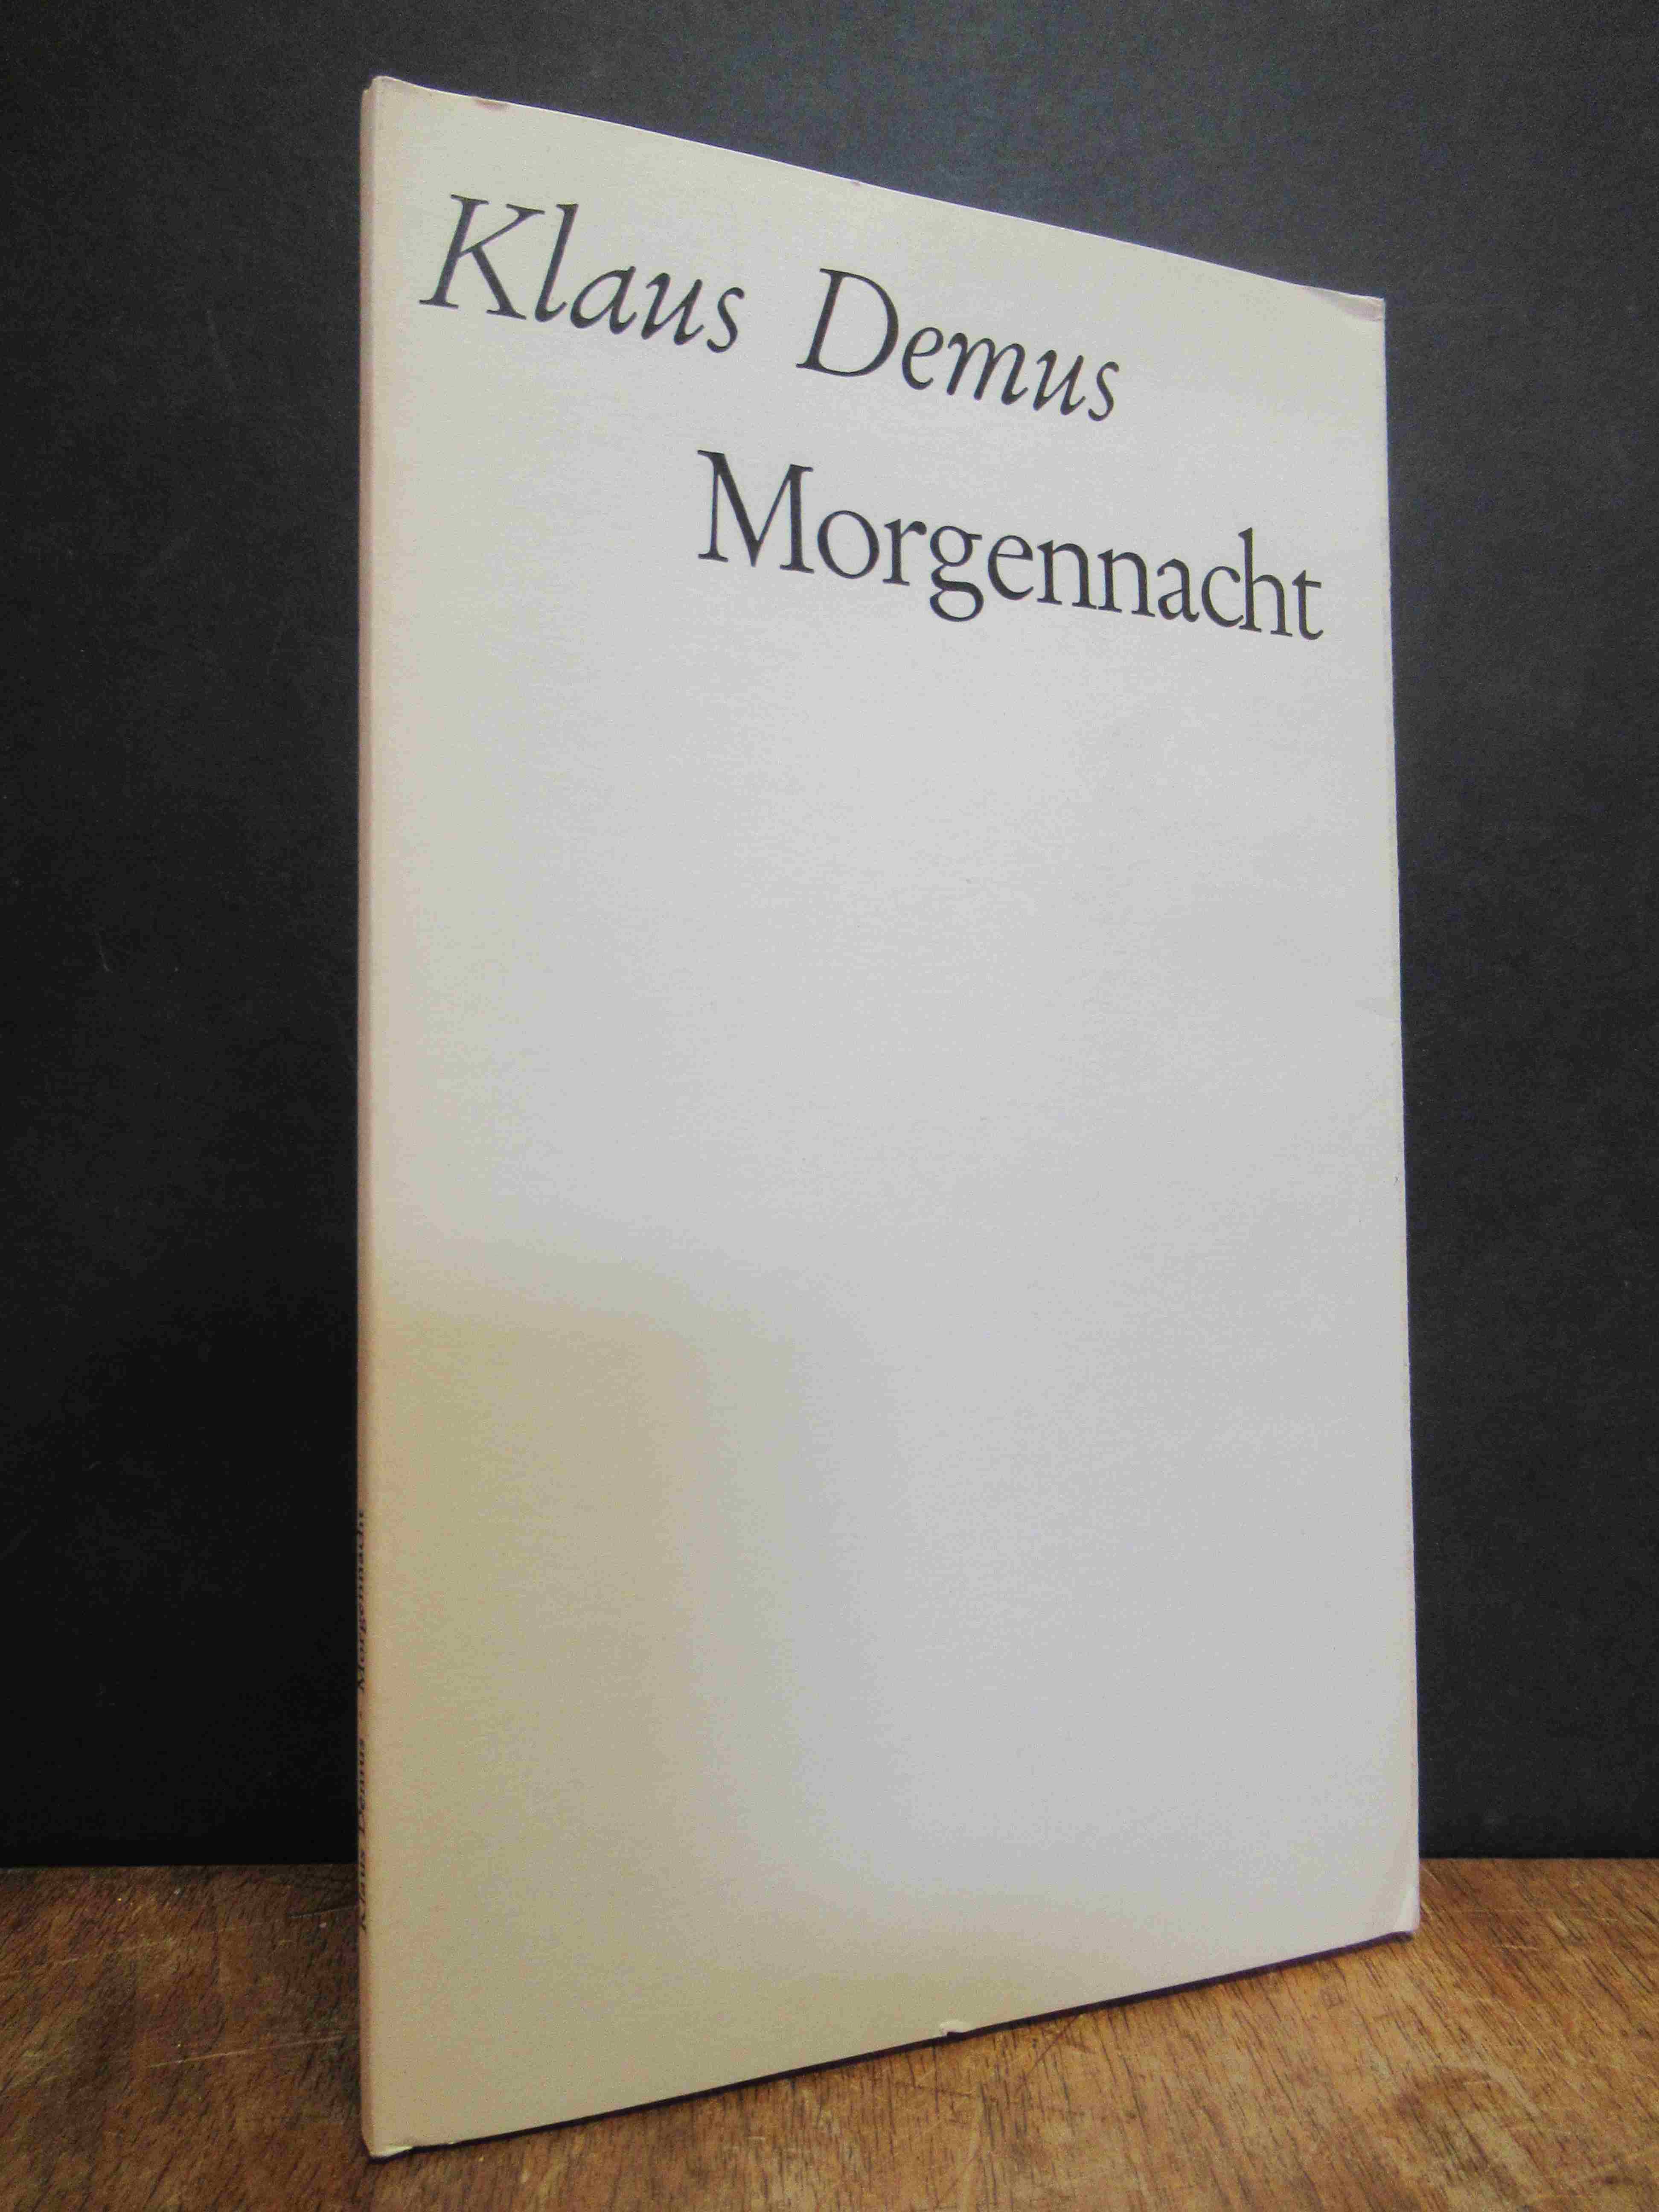 Klaus Demus
Morgennacht
Klaus Demus - Morgennacht